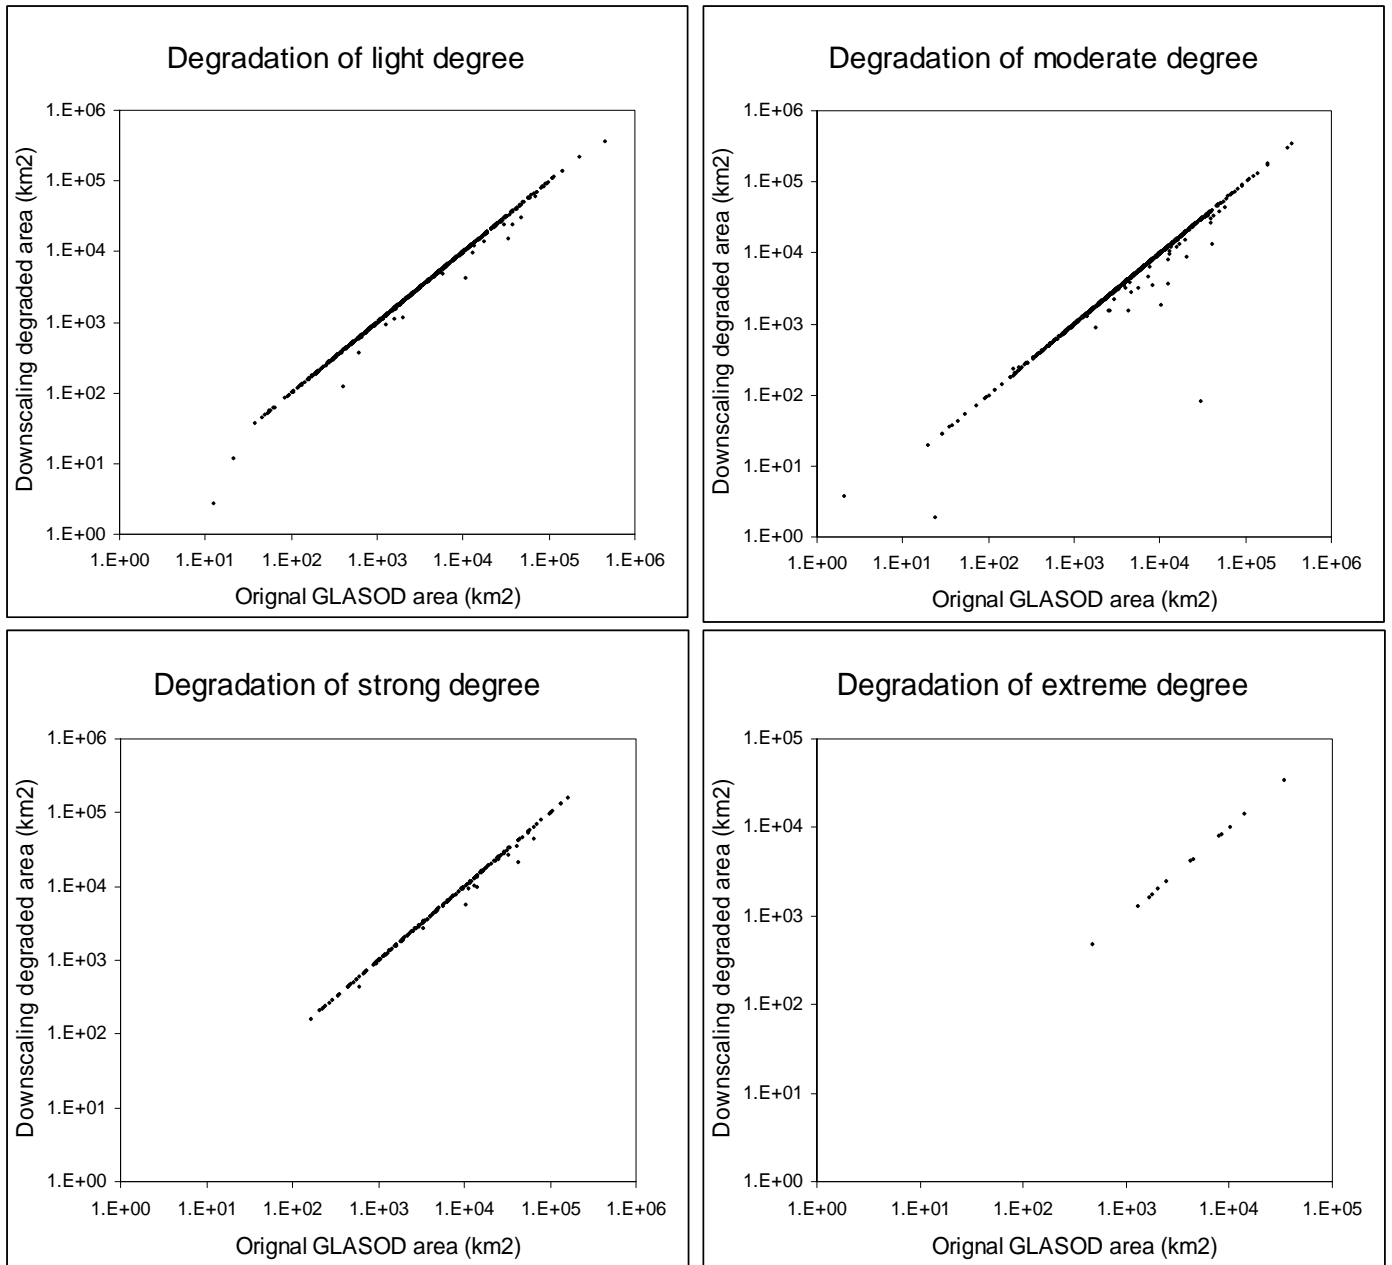 Degradation of light degree
Downscaling degraded area (km2)
1.E+06
1.E+05
1.E+04
1.E+03
1.E+02
1.E+01
1.E+00
1.E+00 1.E+01 1.E+02 1.E+03 1.E+04 1.E+05 1.E+06
Orignal GLASOD area (km2)
Degradation of moderate degree
Downscaling degraded area (km2)
1.E+06
1.E+05
1.E+04
1.E+03
1.E+02
1.E+01
1.E+00
1.E+00 1.E+01 1.E+02 1.E+03 1.E+04 1.E+05 1.E+06
Orignal GLASOD area (km2)
Degradation of strong degree
Downscaling degraded area (km2)
1.E+06
1.E+05
1.E+04
1.E+03
1.E+02
1.E+01
1.E+00
1.E+00 1.E+01 1.E+02 1.E+03 1.E+04 1.E+05 1.E+06
Orignal GLASOD area (km2)
Degradation of extreme degree
Downscaling degraded area (km2)
1.E+05
1.E+04
1.E+03
1.E+02
1.E+01
1.E+00
1.E+00 1.E+01 1.E+02 1.E+03 1.E+04 1.E+05
Orignal GLASOD area (km2)